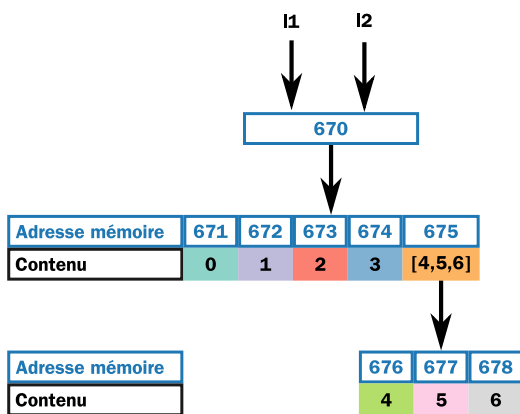 l1 l2
670
Adresse mémoire 671 672 673 674 675
Contenu 0 1 2 3 [4,5,6]
Adresse mémoire 676 677 678
Contenu 4 5 6